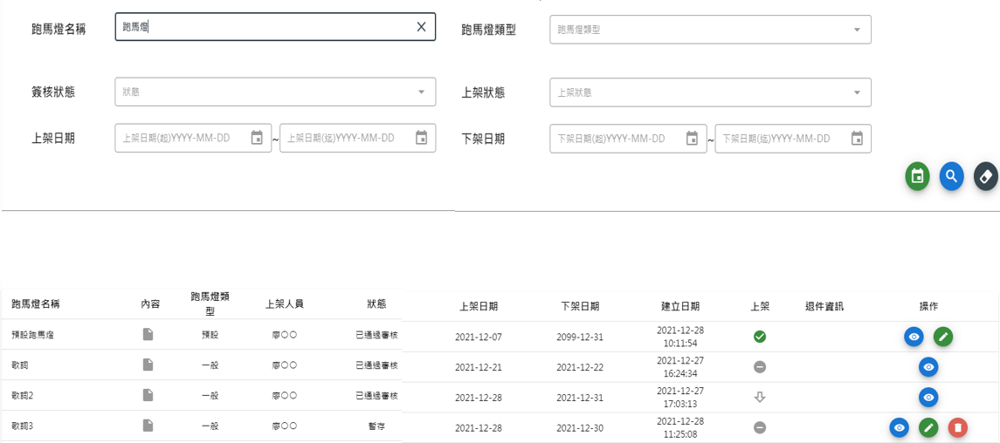 跑馬燈名稱 跑馬燈 跑馬燈類型 跑馬燈類型
簽核狀態 狀態 上架狀態 上架狀態
上架日期 上架日期(起)YYYY-MM-DD ~ 上架日期(迄)YYYY-MM-DD 下架日期 下架日期(起)YYYY-MM-DD ~ 下架日期(迄)YYYY-MM-DD
跑馬燈名稱 內容 跑馬燈類 上架人員 狀態 上架日期 下架日期 建立日期 上架 退件資訊 操作
型
預設跑馬燈 預設 廖〇〇 已通過審核 2021-12-07 2099-12-31 2021-12-28
10:11:54
歌詞 一般 廖〇〇 已通過審核 2021-12-21 2021-12-22 2021-12-27
16:24:34
歌詞2 一般 廖〇〇 已通過審核 2021-12-28 2021-12-31 2021-12-27
17:03:13
歌詞3 一般 廖〇〇 暫存 2021-12-28 2021-12-30 2021-12-28
11:25:08